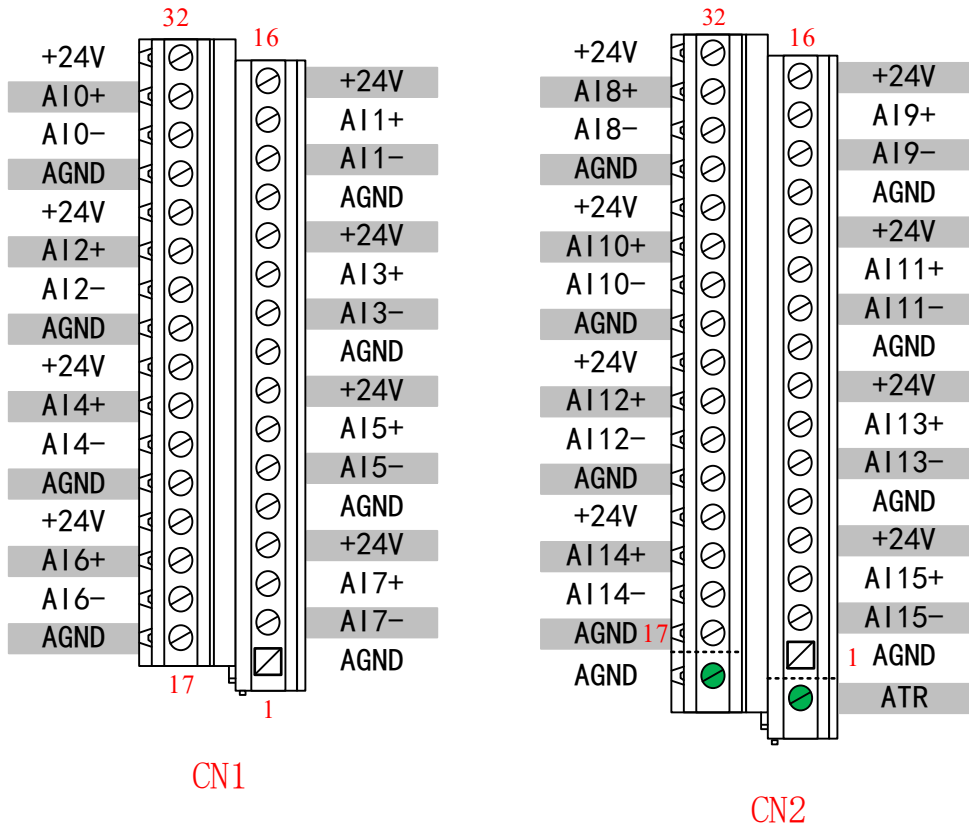 32
16
+24V
+24V
AI0+
AI1+
AI0-
AI1-
AGND
AGND
+24V
+24V
AI2+
AI3+
AI2-
AI3-
AGND
AGND
+24V
+24V
AI4+
AI5+
AI4-
AI5-
AGND
AGND
+24V
+24V
AI6+
AI7+
AI6-
AI7-
AGND
AGND
17
1
CN1
32
16
+24V
+24V
AI8+
AI9+
AI8-
AI9-
AGND
AGND
+24V
+24V
AI10+
AI11+
AI10-
AI11-
AGND
AGND
+24V
+24V
AI12+
AI13+
AI12-
AI13-
AGND
AGND
+24V
+24V
AI14+
AI15+
AI14-
AI15-
AGND 17
1 AGND
AGND
ATR
CN2